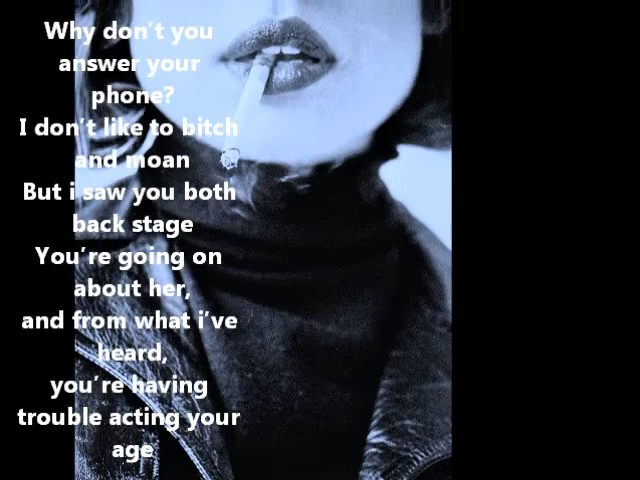 Why don't you
answer your
phone?
I don't like to bitch
and moan
But i saw you both
back stage
You're going on
about her,
and from what i've
heard,
you're having
trouble acting your
age